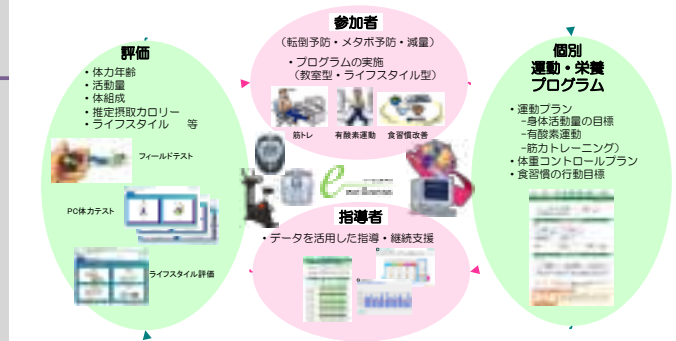 評価
・体力年齢
・活動量
・体組成
・推定摂取カロリー
・ライフスタイル 等
フィールドテスト
PC体力テスト
ライフスタイル評価
参加者
（転倒予防・メタボ予防・減量）
・プログラムの実施
（教室型・ライフスタイル型）
筋トレ 有酸素運動 食習慣改善
指導者
・データを活用した指導・継続支援
個別
運動・栄養
プログラム
・運動プラン
-身体活動量の目標
-有酸素運動
-筋力トレーニング）
・体重コントロールプラン
・食習慣の行動目標